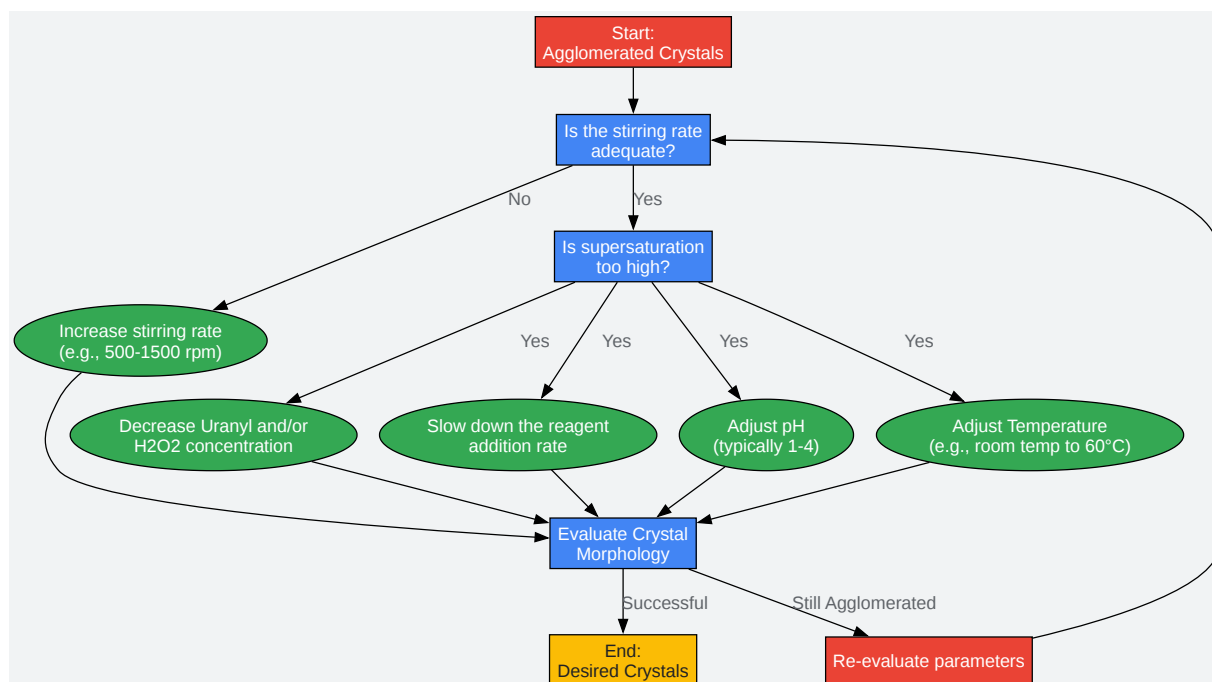 Start:
Agglomerated Crystals
Is the stirring rate
adequate?
No
Yes
Is supersaturation
too high?
Increase stirring rate
(e.g., 500-1500 rpm)
Yes
Yes
Yes
Yes
Decrease Uranyl and/or
H2O2 concentration
Slow down the reagent
addition rate
Adjust pH
(typically 1-4)
Adjust Temperature
(e.g., room temp to 60°C)
Evaluate Crystal
Morphology
Successful
Still Agglomerated
End:
Desired Crystals
Re-evaluate parameters